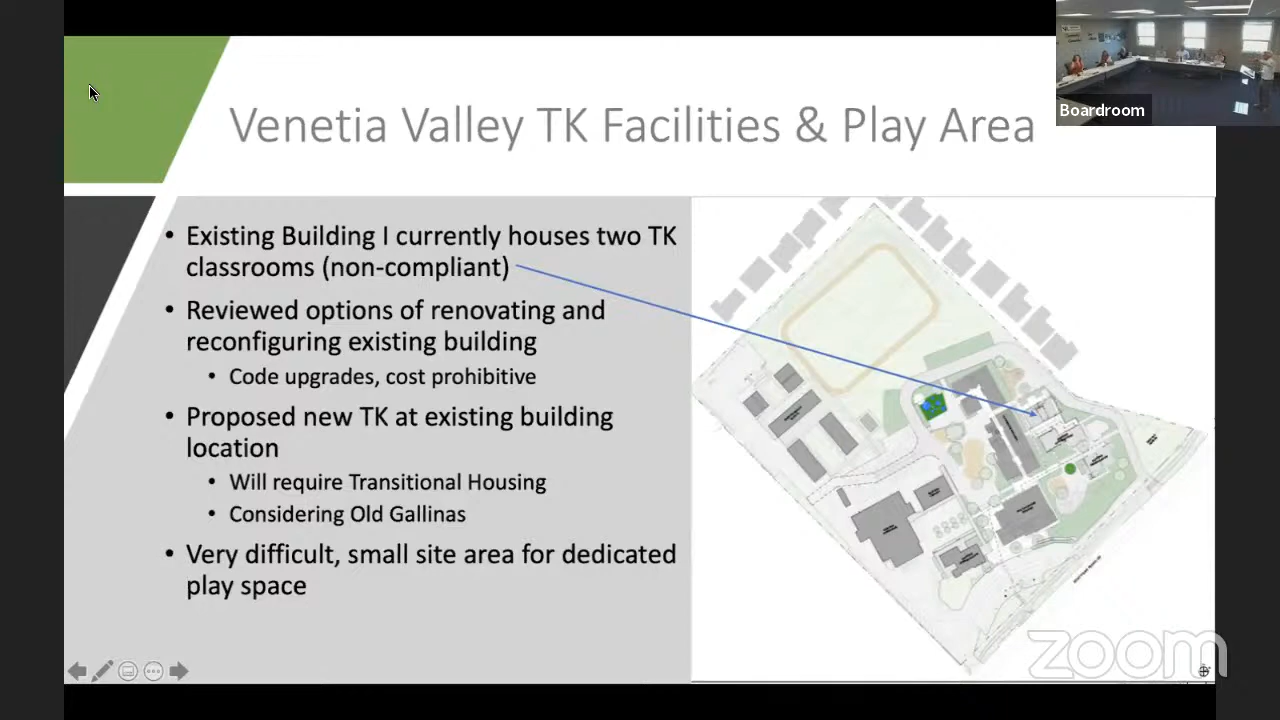 Venetia Valley TK Facilities & Play Area
Boardroom
• Existing Building I currently houses two TK
classrooms (non-compliant)
• Reviewed options of renovating and
reconfiguring existing building
• Code upgrades, cost prohibitive
• Proposed new TK at existing building
location
• Will require Transitional Housing
• Considering Old Gallinas
• Very difficult, small site area for dedicated
play space
zoom